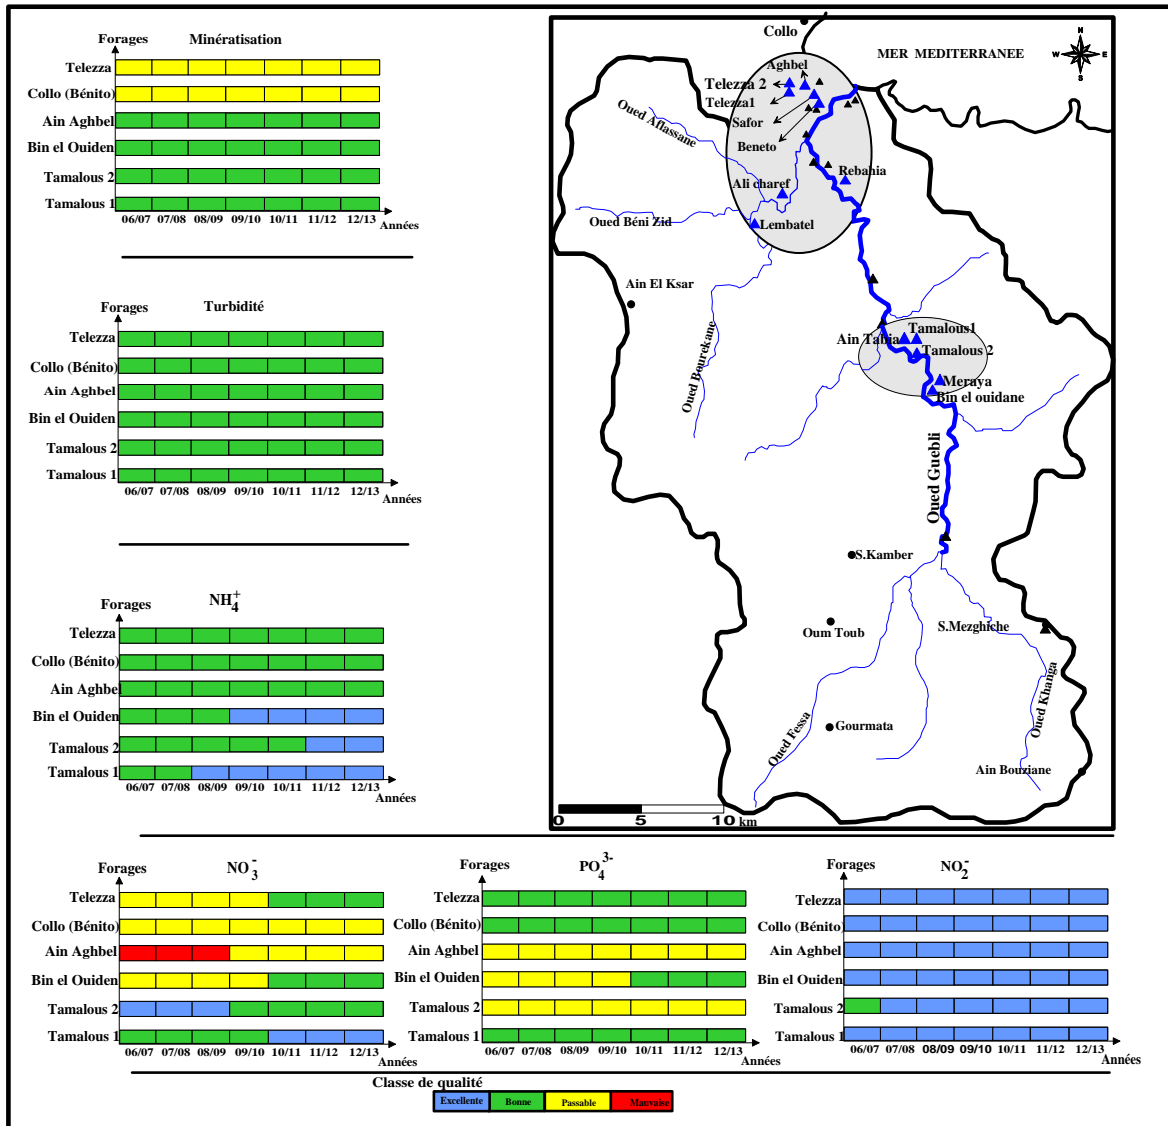 Forages
Minératisation
Telezza
Collo (Bénito)
Ain Aghbel
Bin el Ouiden
Tamalous 2
Tamalous 1
06/07 07/08 08/09 09/10 10/11 11/12 12/13
Années
Forages
Turbidité
Telezza
Collo (Bénito)
Ain Aghbel
Bin el Ouiden
Tamalous 2
Tamalous 1
06/07 07/08 08/09 09/10 10/11 11/12 12/13
Années
Forages
NH4+
Telezza
Collo (Bénito)
Ain Aghbel
Bin el Ouiden
Tamalous 2
Tamalous 1
06/07 07/08 08/09 09/10 10/11 11/12 12/13
Années
Collo
MER MEDITERRANEE
N
W E
S
Aghbel
Telezza 2
Telezza1
Safor
Beneto
Oued Aflassane
Rebahia
Ali charef
Oued Béni Zid
Lembatel
Ain El Ksar
Oued Bourekane
Tamalous1
Ain Tabia
Tamalous 2
Meraya
Bin el ouidane
Oued Guebli
S.Kamber
Oum Toub
S.Mezghiche
Oued Khanga
Oued Fessa
Gourmata
Ain Bouziane
0 5 10 km
Forages
NO3-
Telezza
Collo (Bénito)
Ain Aghbel
Bin el Ouiden
Tamalous 2
Tamalous 1
06/07 07/08 08/09 09/10 10/11 11/12 12/13
Années
Forages
PO4 3-
Telezza
Collo (Bénito)
Ain Aghbel
Bin el Ouiden
Tamalous 2
Tamalous 1
06/07 07/08 08/09 09/10 10/11 11/12 12/13
Années
Forages
NO2-
Telezza
Collo (Bénito)
Ain Aghbel
Bin el Ouiden
Tamalous 2
Tamalous 1
06/07 07/08 08/09 09/10 10/11 11/12 12/13
Années
Classe de qualité
Excellente Bonne Passable Mauvaise